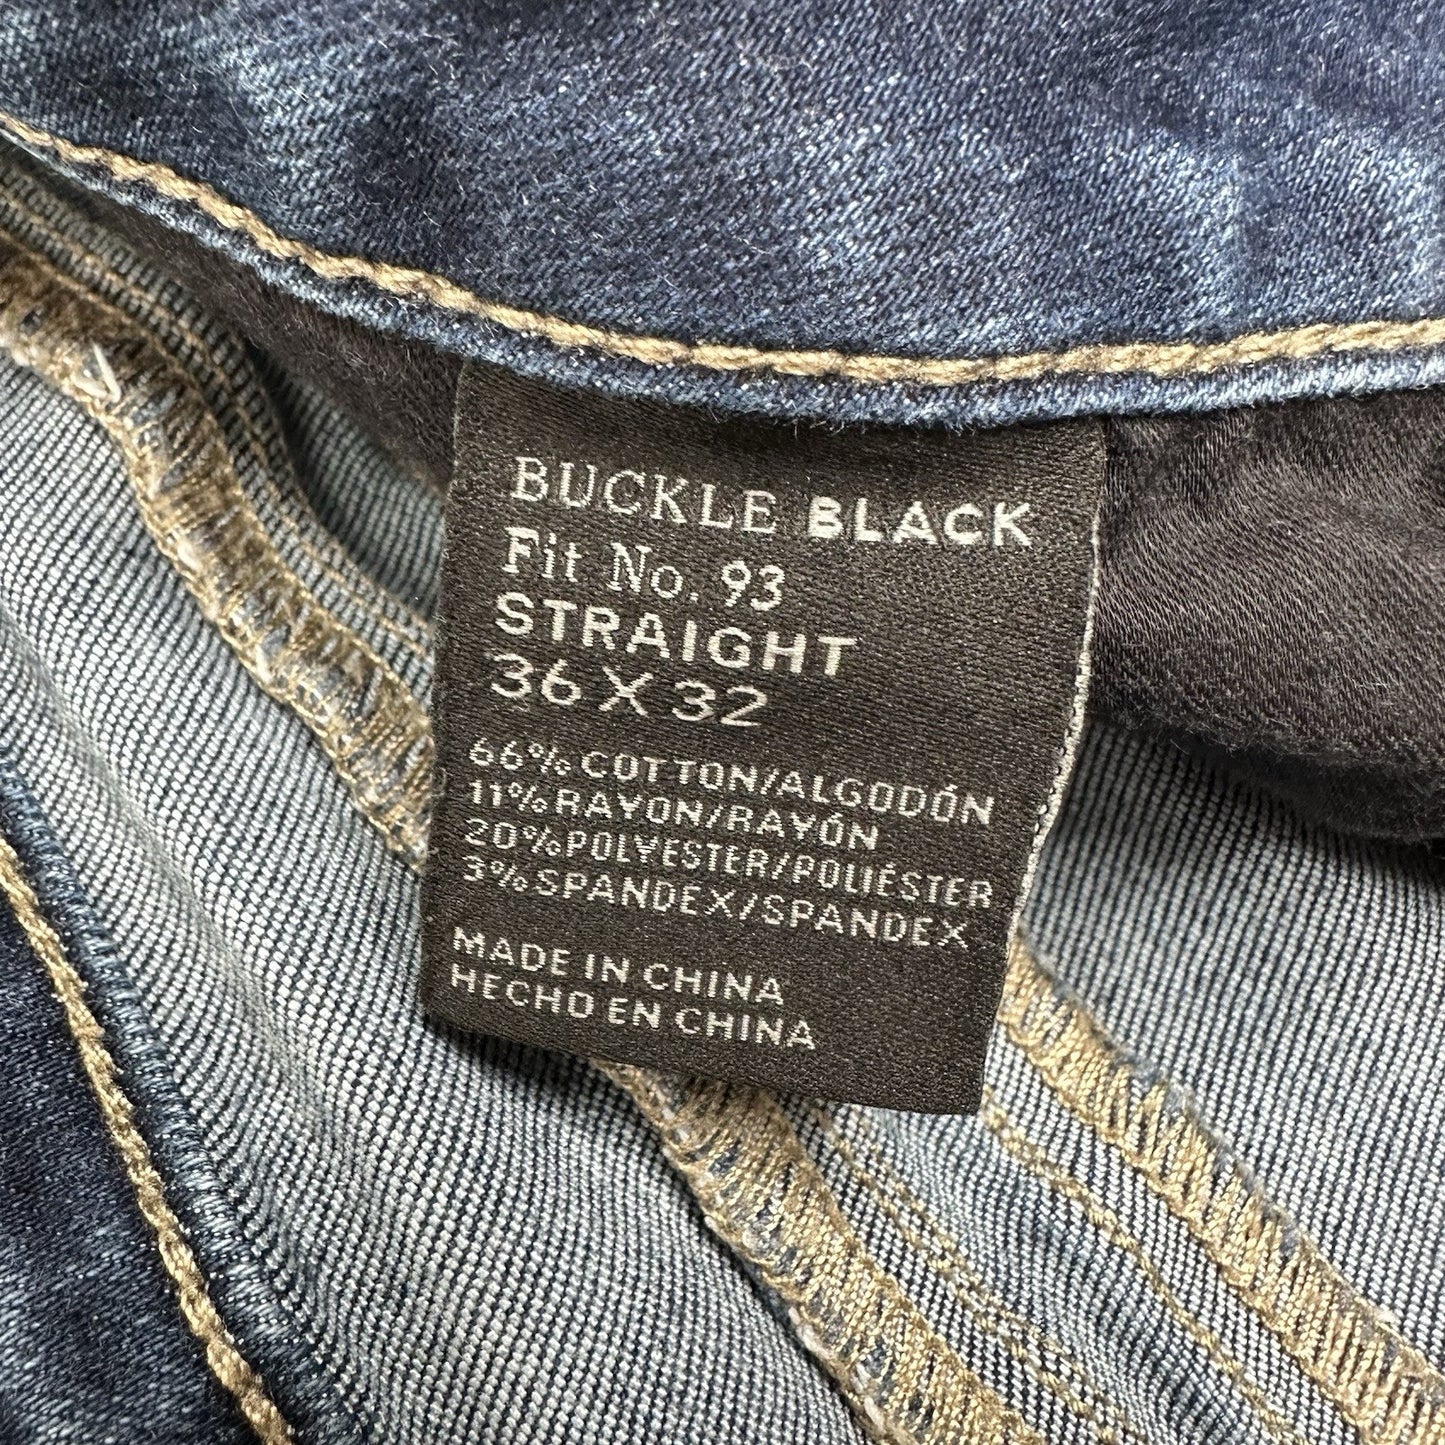 BUCKLE BLACK
Fit No. 93
STRAIGHT
36 X 32
66% COTTON/ALGODÓN
11% RAYON/RAYÓN
20% POLYESTER/POLIÉSTER
3% SPANDEX/SPANDEX
MADE IN CHINA
HECHO EN CHINA